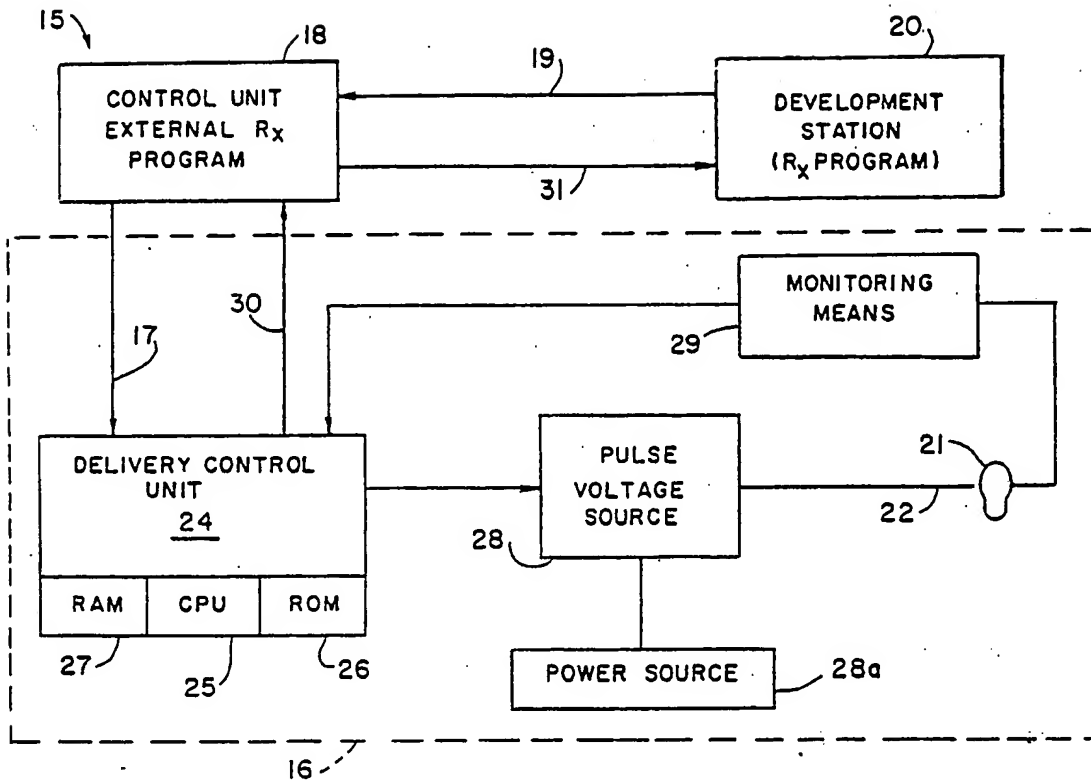 15
18
CONTROL UNIT
EXTERNAL Rx
PROGRAM
19
31
20
DEVELOPMENT
STATION
(Rx PROGRAM)
17
30
MONITORING
MEANS
29
DELIVERY CONTROL
UNIT
24
RAM
CPU
ROM
27
25
26
PULSE
VOLTAGE
SOURCE
28
21
22
POWER SOURCE
28a
16